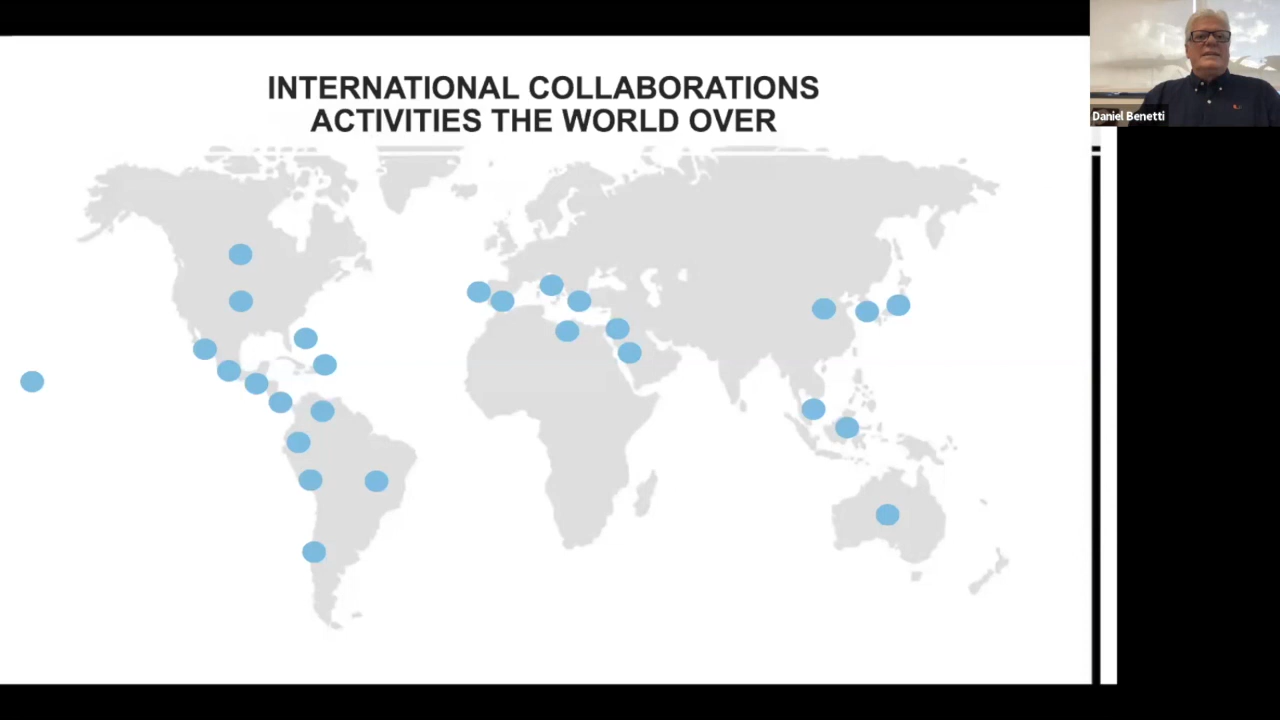 INTERNATIONAL COLLABORATIONS
ACTIVITIES THE WORLD OVER
Daniel Benetti